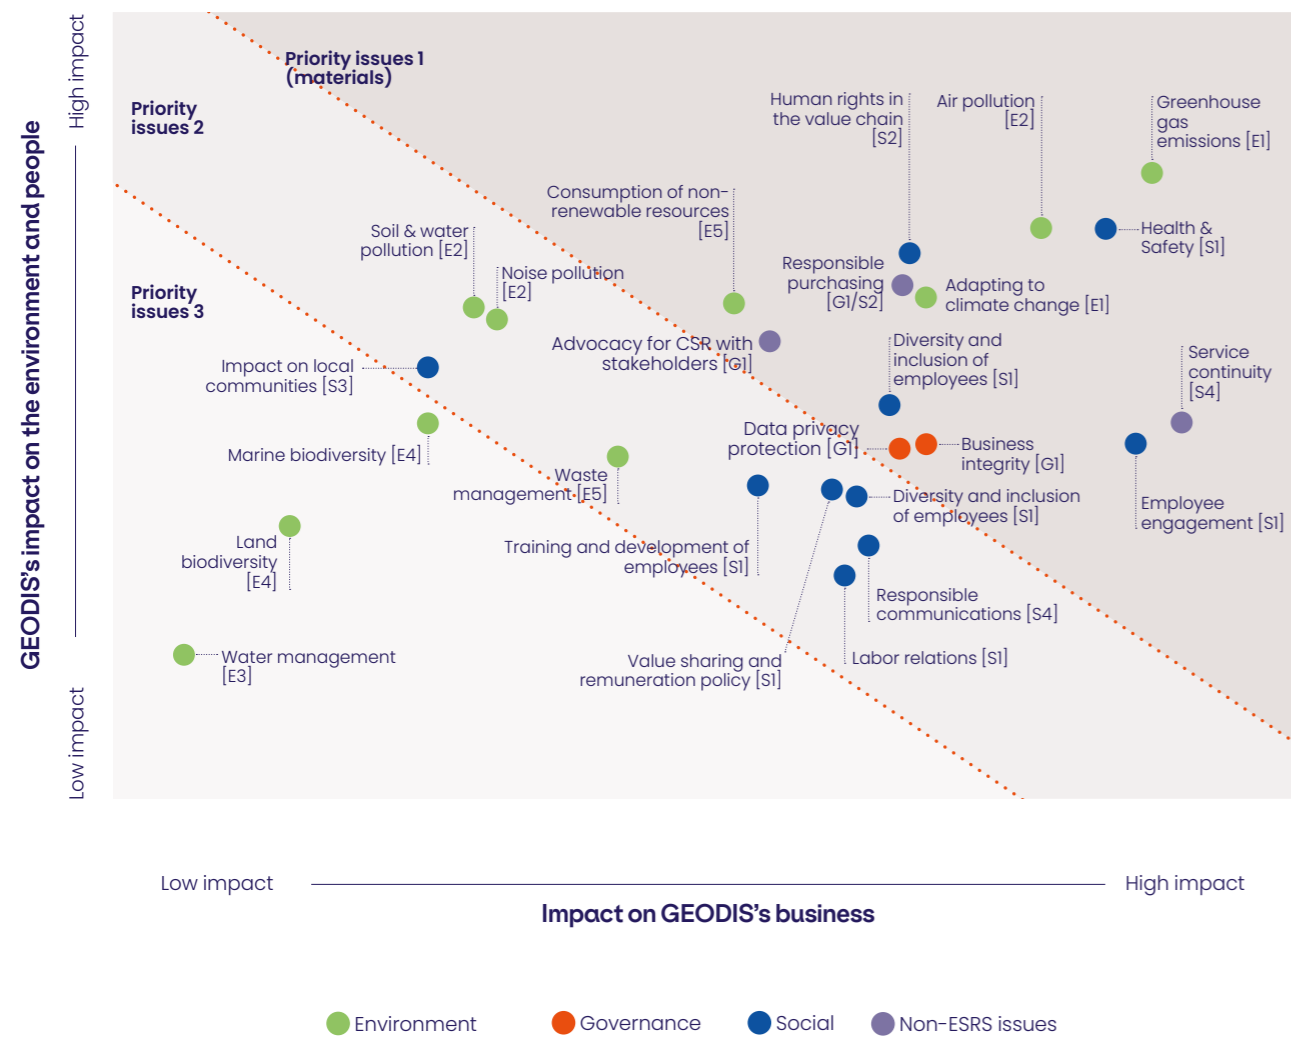 High impact
GEODIS's impact on the environment and people
Low impact
Priority issues 1
(materials)
Priority
issues 2
Priority
issues 3
Human rights in
the value chain
[S2]
Air pollution
[E2]
Greenhouse
gas
emissions [E1]
Consumption of non-
renewable resources
[E5]
Soil & water
pollution [E2]
Noise pollution
[E2]
Health &
Safety [S1]
Responsible
purchasing
[G1/S2]
Adapting to
climate change [E1]
Advocacy for CSR with
stakeholders [G1]
Diversity and
inclusion of
employees [S1]
Service
continuity
[S4]
Impact on local
communities [S3]
Marine biodiversity [E4]
Data privacy
protection [G1]
Business
integrity [G1]
Waste
management [E5]
Diversity and inclusion
of employees [S1]
Employee
engagement [S1]
Land
biodiversity
[E4]
Training and development of
employees [S1]
Responsible
communications [S4]
Water management
[E3]
Value sharing and
remuneration policy [S1]
Labor relations [S1]
Low impact
High impact
Impact on GEODIS's business
Environment
Governance
Social
Non-ESRS issues